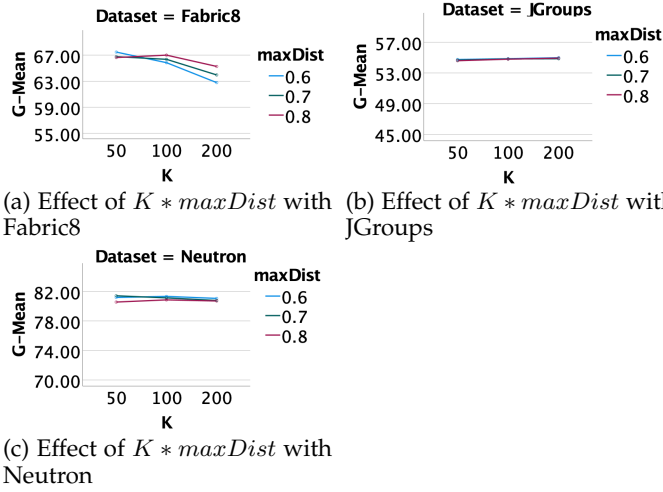 Dataset = Fabric8
G-Mean
67.00
63.00
59.00
55.00
50 100 200
K
maxDist
0.6
0.7
0.8
(a) Effect of K ∗ maxDist with
Fabric8
Dataset = JGroups
G-Mean
57.00
53.00
49.00
45.00
50 100 200
K
maxDist
0.6
0.7
0.8
(b) Effect of K ∗ maxDist with
JGroups
Dataset = Neutron
G-Mean
82.00
78.00
74.00
70.00
50 100 200
K
maxDist
0.6
0.7
0.8
(c) Effect of K ∗ maxDist with
Neutron